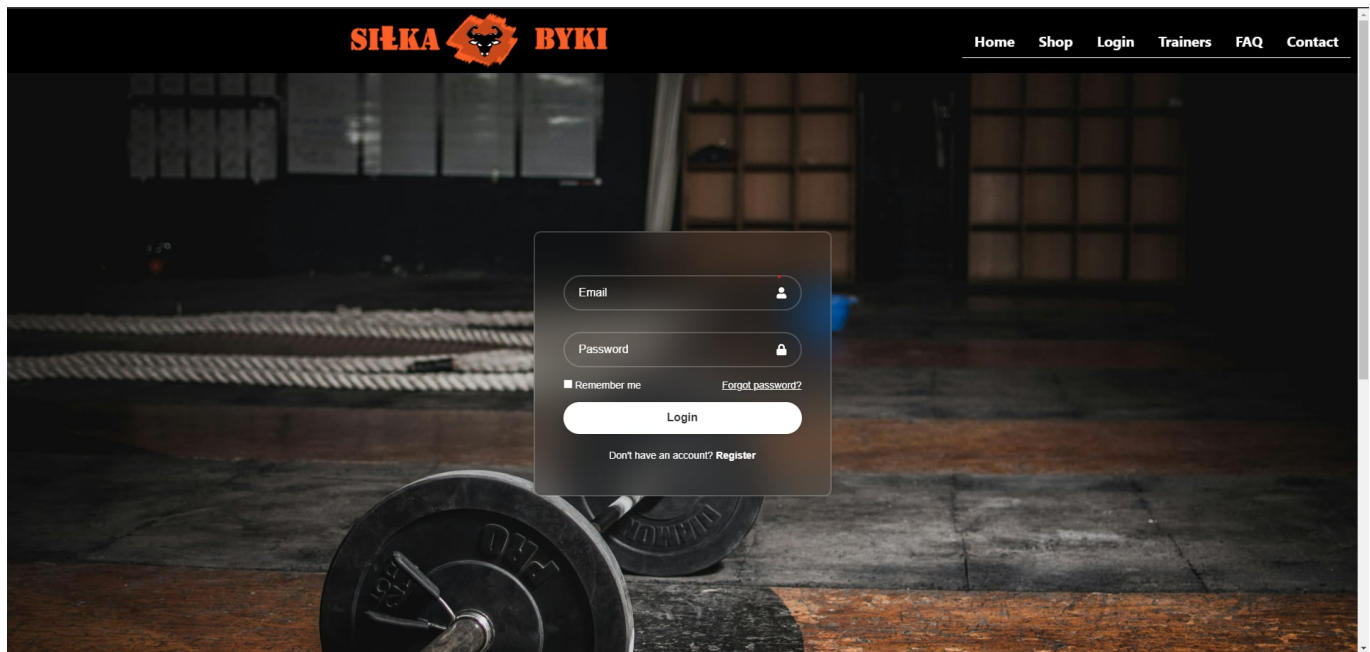 SIŁKA BYKI
Home Shop Login Trainers FAQ Contact
Email
Password
Remember me Forgot password?
Login
Don't have an account? Register
PRO